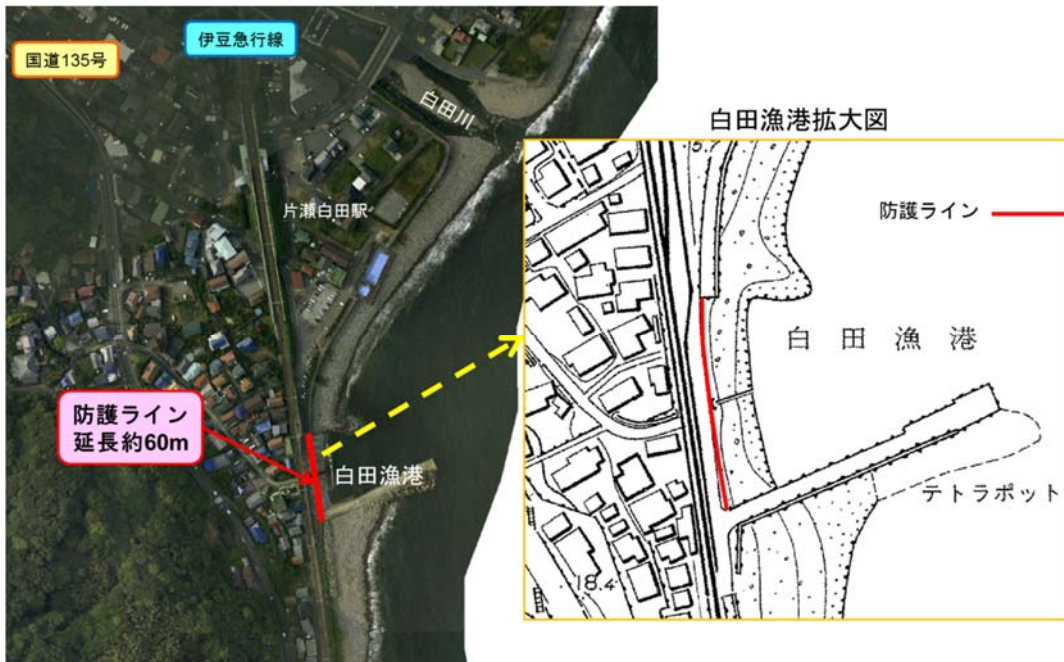 国道135号
伊豆急行線
白田川
片瀬白田駅
防護ライン
延長約60m
白田漁港
白田漁港拡大図
防護ライン
白田漁港
テトラポット
18.4